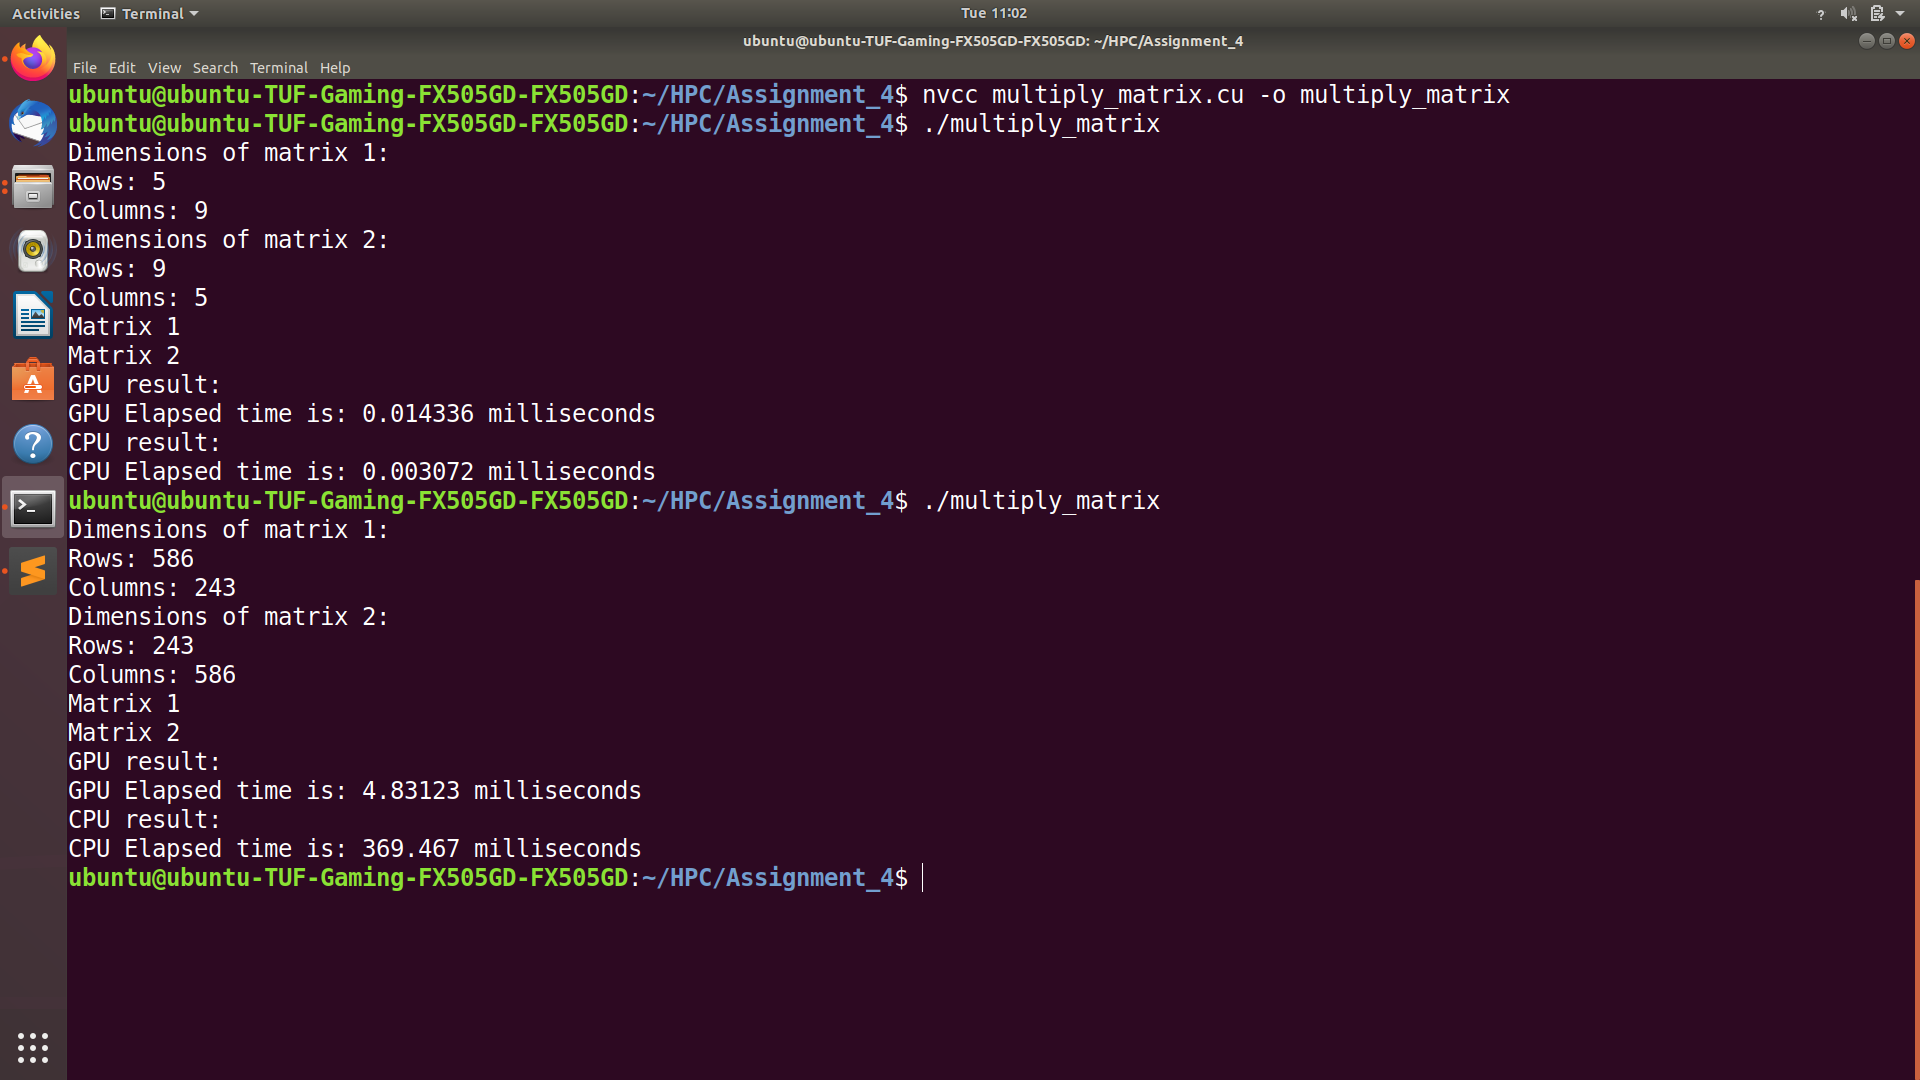 Activities Terminal Tue 11:02 ?
ubuntu@ubuntu-TUF-Gaming-FX505GD-FX505GD: ~/HPC/Assignment_4
File Edit View Search Terminal Help
ubuntu@ubuntu-TUF-Gaming-FX505GD-FX505GD:~/HPC/Assignment_4$ nvcc multiply_matrix.cu -o multiply_matrix
ubuntu@ubuntu-TUF-Gaming-FX505GD-FX505GD:~/HPC/Assignment_4$ ./multiply_matrix
Dimensions of matrix 1:
Rows: 5
Columns: 9
Dimensions of matrix 2:
Rows: 9
Columns: 5
Matrix 1
Matrix 2
GPU result:
GPU Elapsed time is: 0.014336 milliseconds
CPU result:
CPU Elapsed time is: 0.003072 milliseconds
ubuntu@ubuntu-TUF-Gaming-FX505GD-FX505GD:~/HPC/Assignment_4$ ./multiply_matrix
Dimensions of matrix 1:
Rows: 586
Columns: 243
Dimensions of matrix 2:
Rows: 243
Columns: 586
Matrix 1
Matrix 2
GPU result:
GPU Elapsed time is: 4.83123 milliseconds
CPU result:
CPU Elapsed time is: 369.467 milliseconds
ubuntu@ubuntu-TUF-Gaming-FX505GD-FX505GD:~/HPC/Assignment_4$